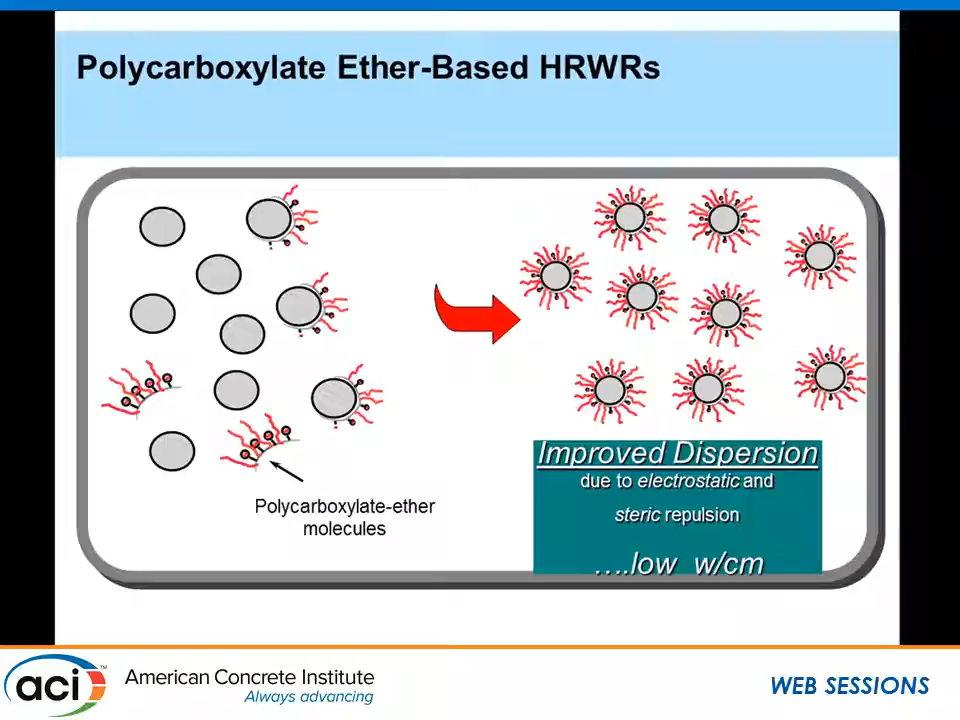 Polycarboxylate Ether-Based HRWRs
Polycarboxylate-ether
molecules
Improved Dispersion
due to electrostatic and
steric repulsion
....low w/cm
aci™
American Concrete Institute
Always advancing
WEB SESSIONS